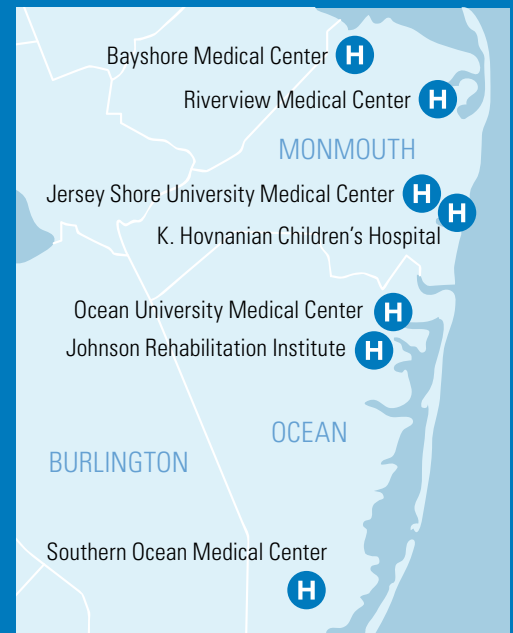 Bayshore Medical Center H
Riverview Medical Center H
MONMOUTH
Jersey Shore University Medical Center H
H
K. Hovnanian Children's Hospital
Ocean University Medical Center H
Johnson Rehabilitation Institute H
OCEAN
BURLINGTON
Southern Ocean Medical Center
H